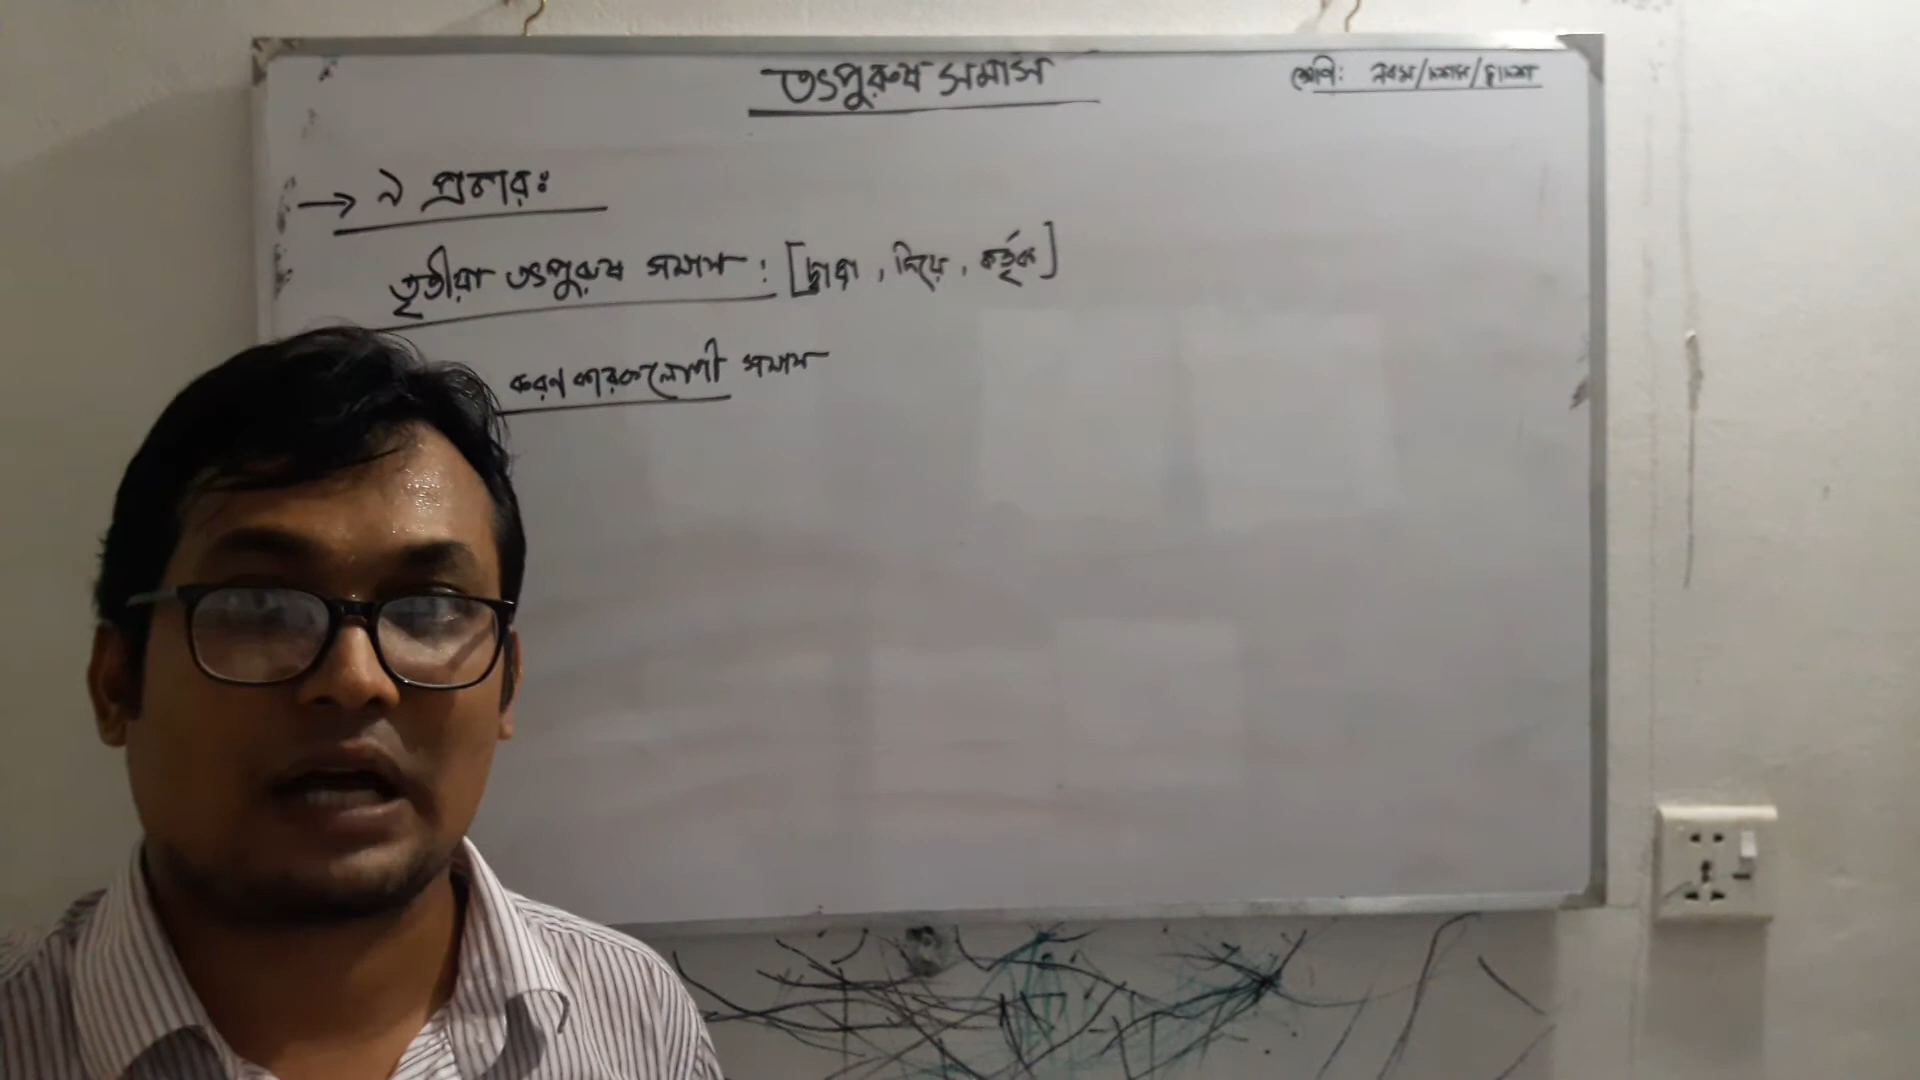 তৎপুরুষ সমাস
শ্রেণি: নবম/দশম/দ্বাদশ
→ ৯ প্রকার:
তৃতীয়া তৎপুরুষ সমাস : [দ্বারা, দিয়ে, কর্তৃক]
করণ কারকলোপী সমাস